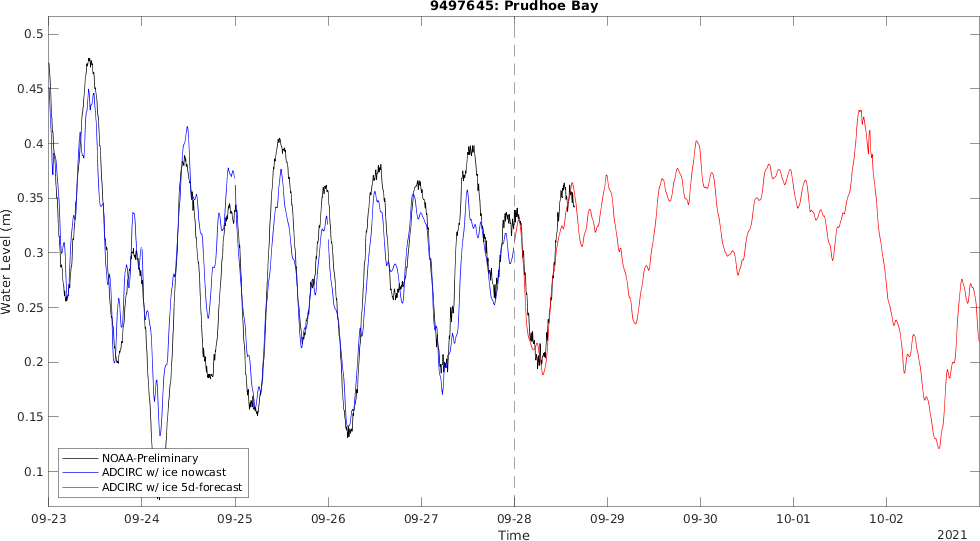 9497645: Prudhoe Bay
0.5
0.45
0.4
0.35
0.3
0.25
0.2
0.15
0.1
Water Level (m)
NOAA-Preliminary
ADCIRC w/ ice nowcast
ADCIRC w/ ice 5d-forecast
09-23 09-24 09-25 09-26 09-27 09-28 09-29 09-30 10-01 10-02
Time
2021